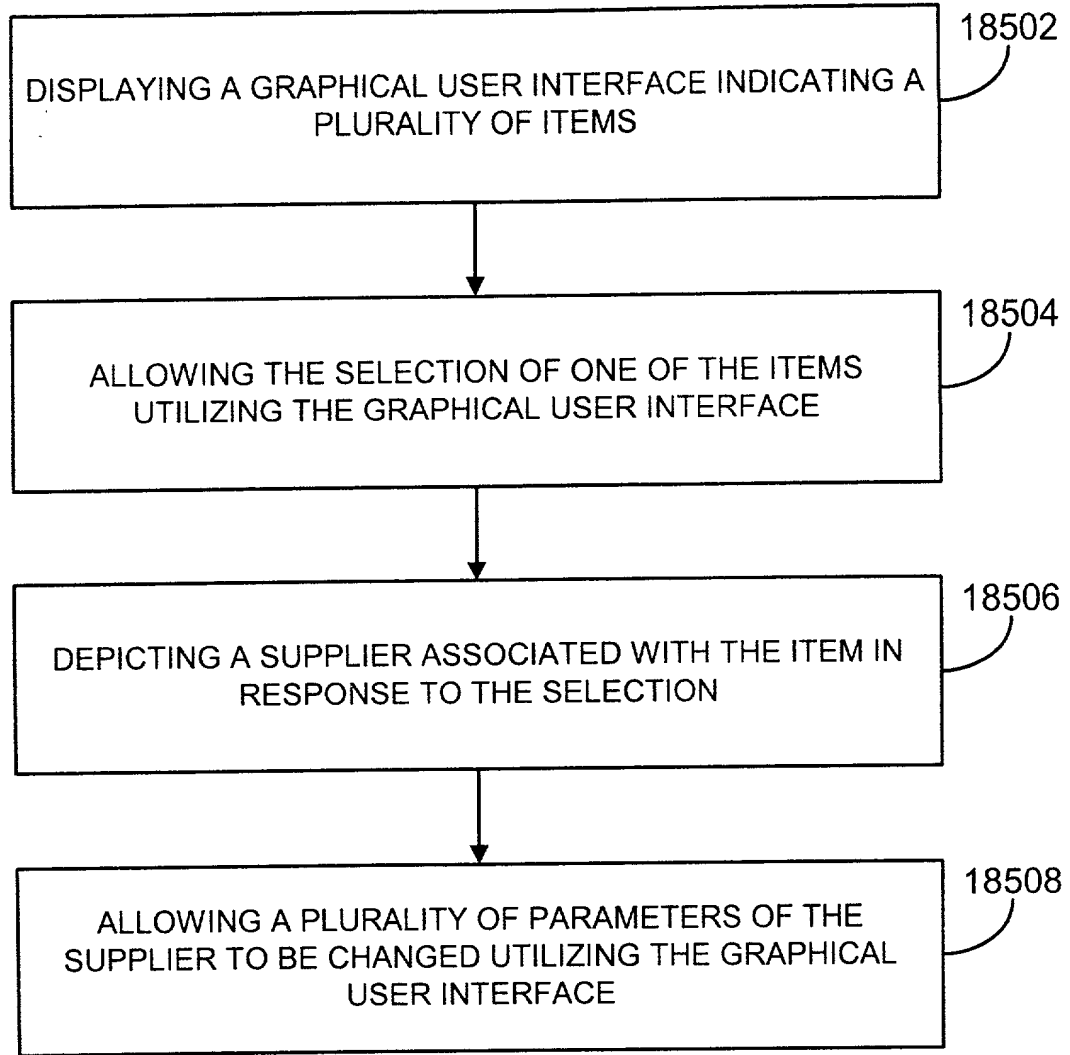 18502
DISPLAYING A GRAPHICAL USER INTERFACE INDICATING A
PLURALITY OF ITEMS
18504
ALLOWING THE SELECTION OF ONE OF THE ITEMS
UTILIZING THE GRAPHICAL USER INTERFACE
18506
DEPICTING A SUPPLIER ASSOCIATED WITH THE ITEM IN
RESPONSE TO THE SELECTION
18508
ALLOWING A PLURALITY OF PARAMETERS OF THE
SUPPLIER TO BE CHANGED UTILIZING THE GRAPHICAL
USER INTERFACE